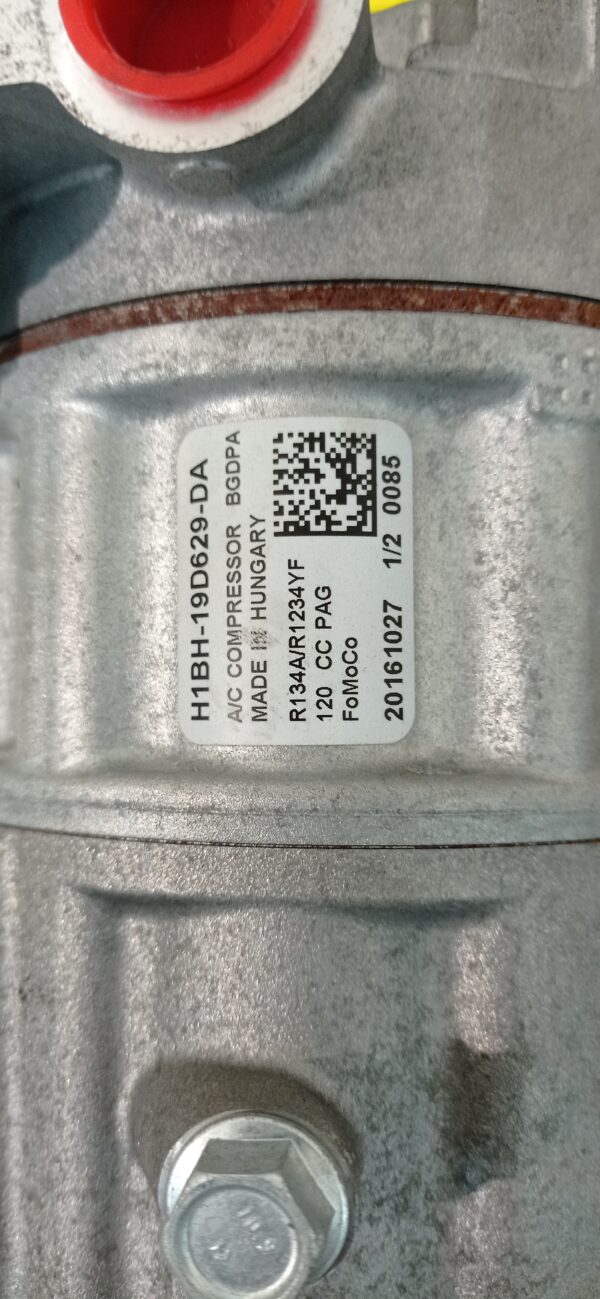 H1BH-19D629-DA
A/C COMPRESSOR BGDPA
MADE IN HUNGARY
R134A/R1234YF
120 CC PAG
FoMoCo
20161027 1/2 0085